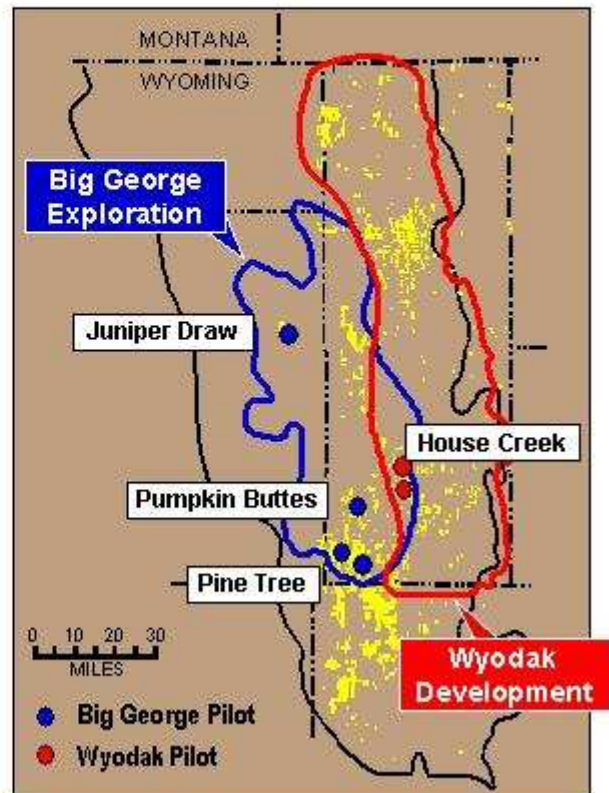 MONTANA
WYOMING
Big George
Exploration
Juniper Draw
House Creek
Pumpkin Buttes
Pine Tree
0 10 30
MILES
Wyodak
Development
Big George Pilot
Wyodak Pilot